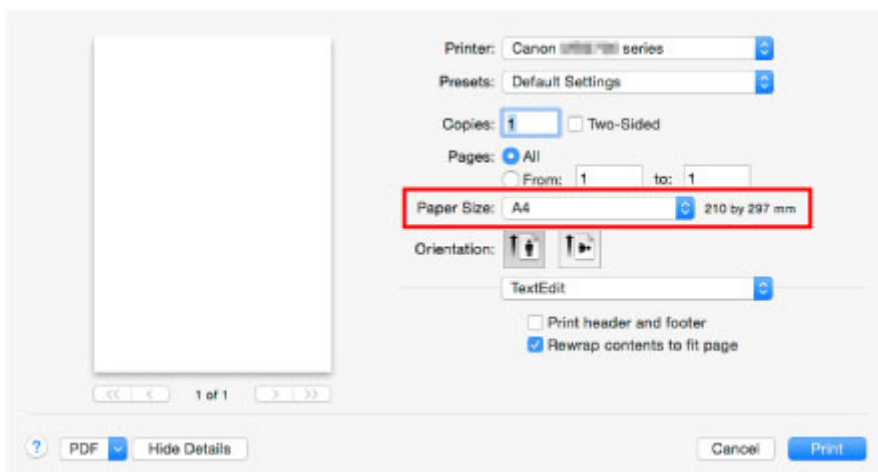 Printer: Canon series
Presets: Default Settings
Copies: 1 Two-Sided
Pages: All
From: 1 to: 1
Paper Size: A4 210 by 297 mm
Orientation:
TextEdit
Print header and footer
Rewrap contents to fit page
<< < 1 of 1 > >>
? PDF Hide Details Cancel Print